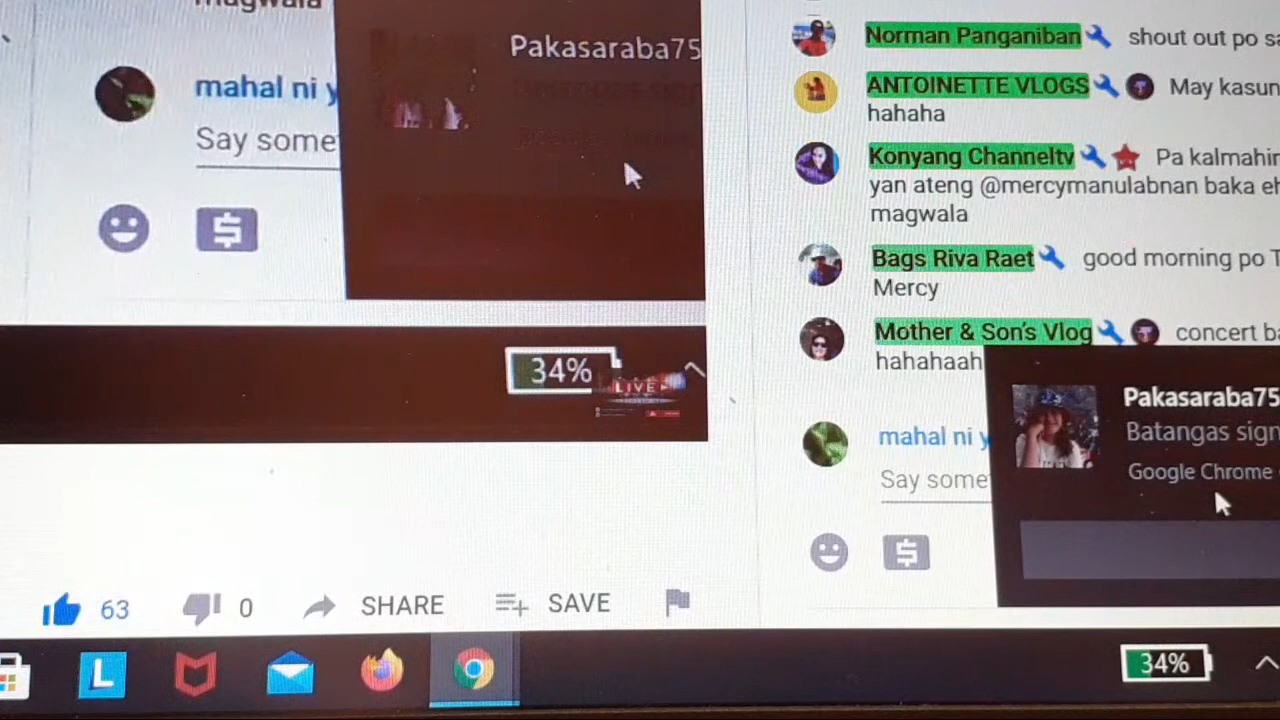 magwala
Pakasaraba75
mahal ni y
Say some
34%
LIVE
Norman Panganiban shout out po sa
ANTOINETTE VLOGS May kasun
hahaha
Konyang Channeltv Pa kalmahin
yan ateng @mercymanulabnan baka eh
magwala
Bags Riva Raet good morning po T
Mercy
Mother & Son's Vlog concert ba
hahahaah
Pakasaraba75
Batangas sign
Google Chrome
mahal ni y
Say some
63 0 SHARE SAVE
L
34%